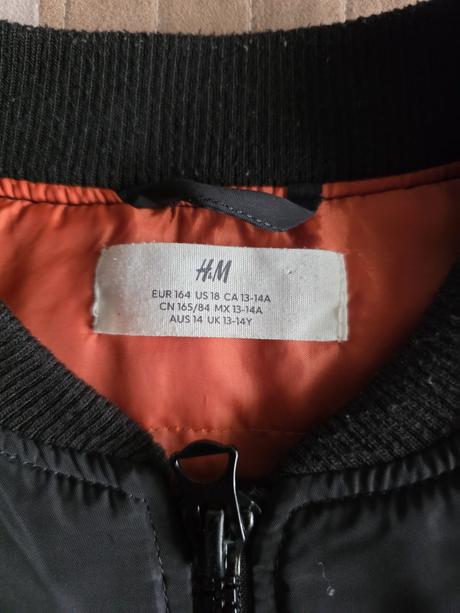 H&M
EUR 164 US 18 CA 13-14A
CN 165/84 MX 13-14A
AUS 14 UK 13-14Y